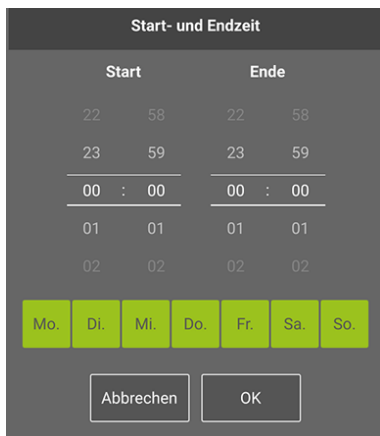 Start- und Endzeit
Start Ende
22 58 22 58
23 59 23 59
00 : 00 00 : 00
01 01 01 01
02 02 02 02
Mo. Di. Mi. Do. Fr. Sa. So.
Abbrechen OK